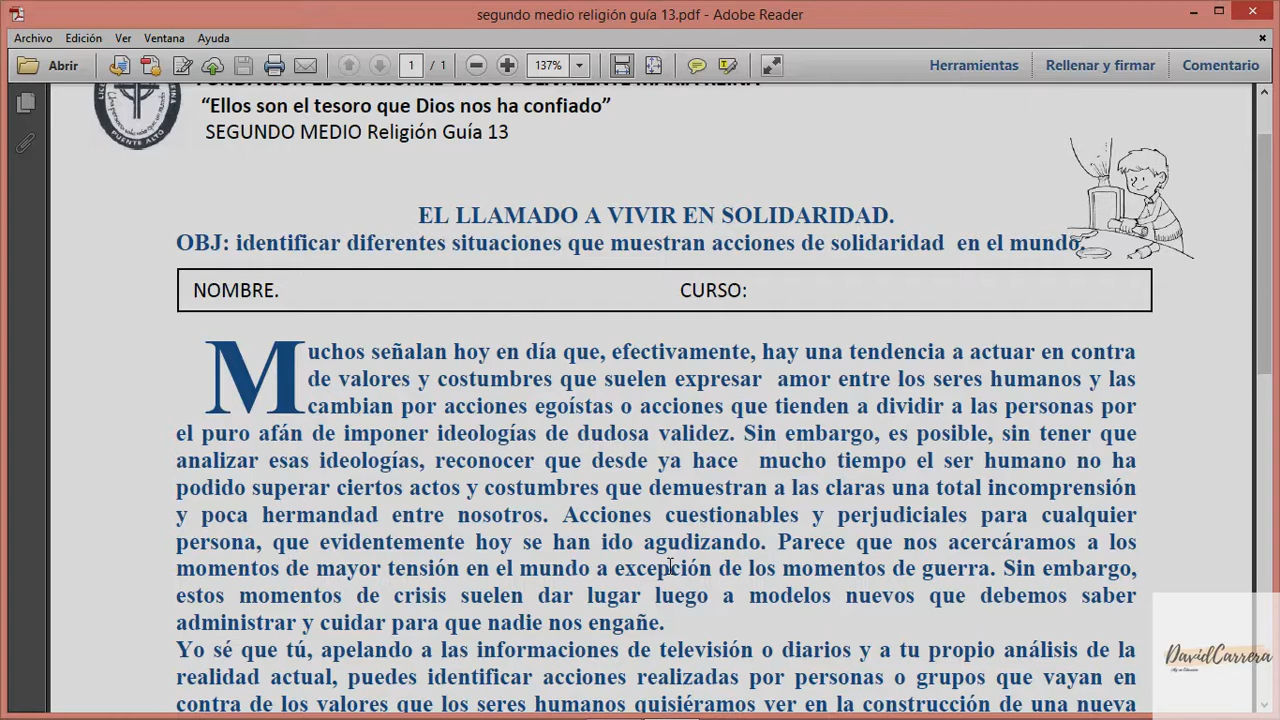 segundo medio religión guía 13.pdf - Adobe Reader
Archivo Edición Ver Ventana Ayuda
Abrir 1 / 1 137% Herramientas Rellenar y firmar Comentario
FUNDACIÓN EDUCACIONAL LICEO POLIVALENTE MARÍA REINA
PUENTE ALTO
“Ellos son el tesoro que Dios nos ha confiado”
SEGUNDO MEDIO Religión Guía 13
EL LLAMADO A VIVIR EN SOLIDARIDAD.
OBJ: identificar diferentes situaciones que muestran acciones de solidaridad en el mundo.
NOMBRE. CURSO:
Muchos señalan hoy en día que, efectivamente, hay una tendencia a actuar en contra
de valores y costumbres que suelen expresar amor entre los seres humanos y las
cambian por acciones egoístas o acciones que tienden a dividir a las personas por
el puro afán de imponer ideologías de dudosa validez. Sin embargo, es posible, sin tener que
analizar esas ideologías, reconocer que desde ya hace mucho tiempo el ser humano no ha
podido superar ciertos actos y costumbres que demuestran a las claras una total incomprensión
y poca hermandad entre nosotros. Acciones cuestionables y perjudiciales para cualquier
persona, que evidentemente hoy se han ido agudizando. Parece que nos acercáramos a los
momentos de mayor tensión en el mundo a excepción de los momentos de guerra. Sin embargo,
estos momentos de crisis suelen dar lugar luego a modelos nuevos que debemos saber
administrar y cuidar para que nadie nos engañe.
Yo sé que tú, apelando a las informaciones de televisión o diarios y a tu propio análisis de la
realidad actual, puedes identificar acciones realizadas por personas o grupos que vayan en
contra de los valores que los seres humanos quisiéramos ver en la construcción de una nueva
DavidCarrera